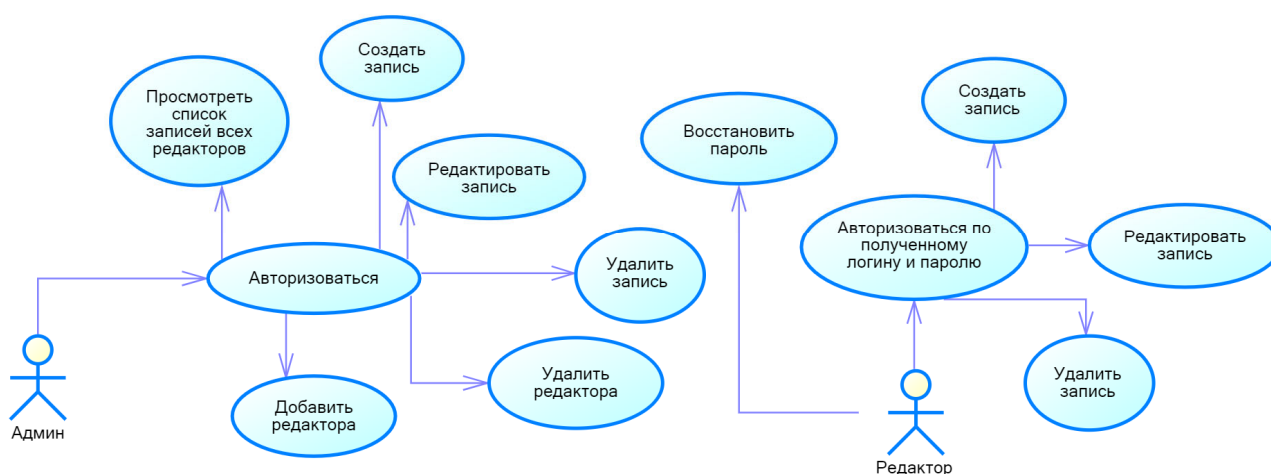 Создать
запись
Просмотреть
список
записей всех
редакторов
Редактировать
запись
Авторизоваться
Удалить
запись
Удалить
редактора
Добавить
редактора
Админ
Восстановить
пароль
Создать
запись
Авторизоваться по
полученному
логину и паролю
Редактировать
запись
Удалить
запись
Редактор